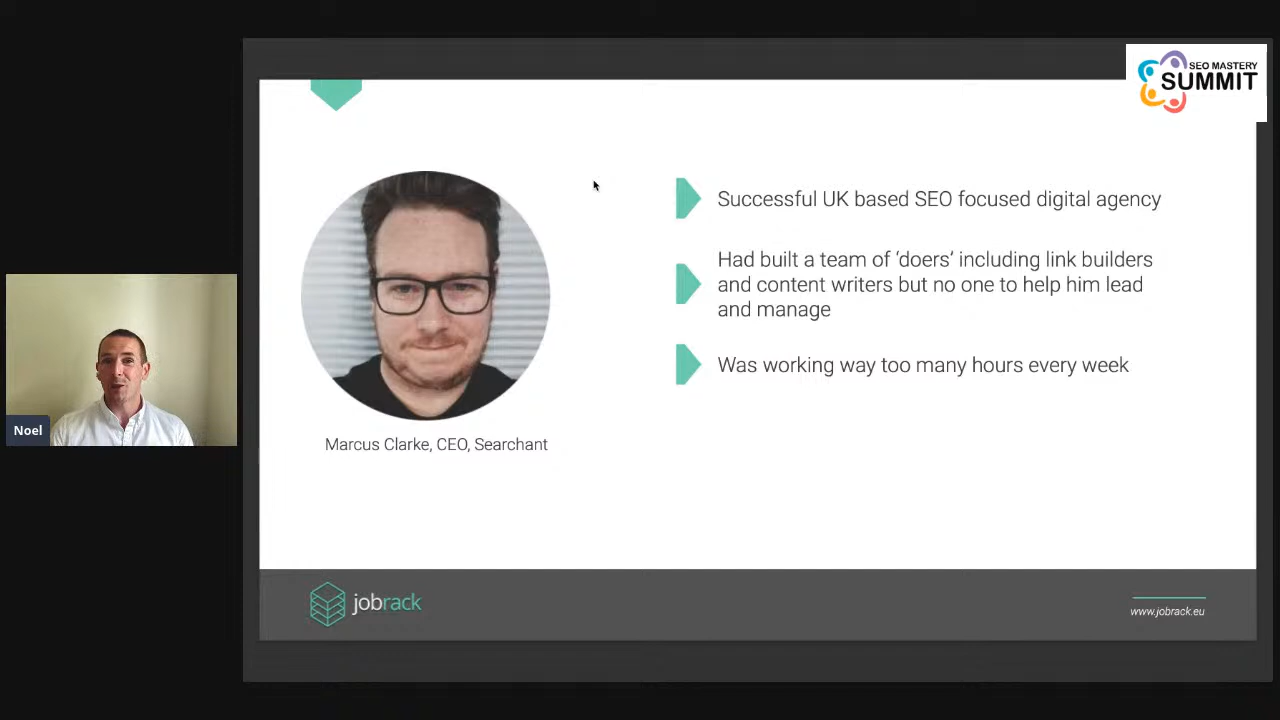 SEO MASTERY
SUMMIT
Successful UK based SEO focused digital agency
Had built a team of ‘doers’ including link builders
and content writers but no one to help him lead
and manage
Was working way too many hours every week
Noel
Marcus Clarke, CEO, Searchant
jobrack
www.jobrack.eu